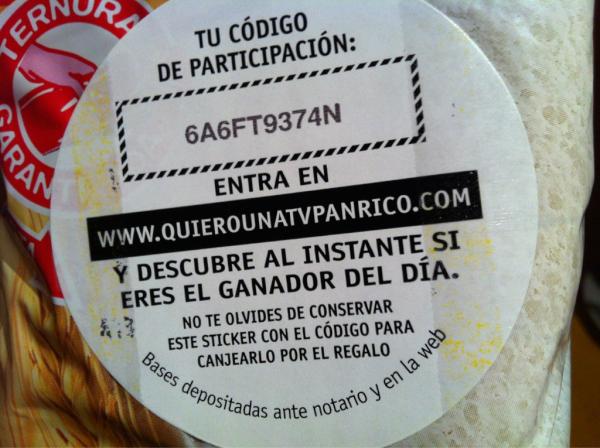 TERNURA
GARANT
TU CÓDIGO
DE PARTICIPACIÓN:
6A6FT9374N
ENTRA EN
WWW.QUIEROUNATVPANRICO.COM
Y DESCUBRE AL INSTANTE SI
ERES EL GANADOR DEL DÍA.
NO TE OLVIDES DE CONSERVAR
ESTE STICKER CON EL CÓDIGO PARA
CANJEARLO POR EL REGALO
Bases depositadas ante notario y en la web